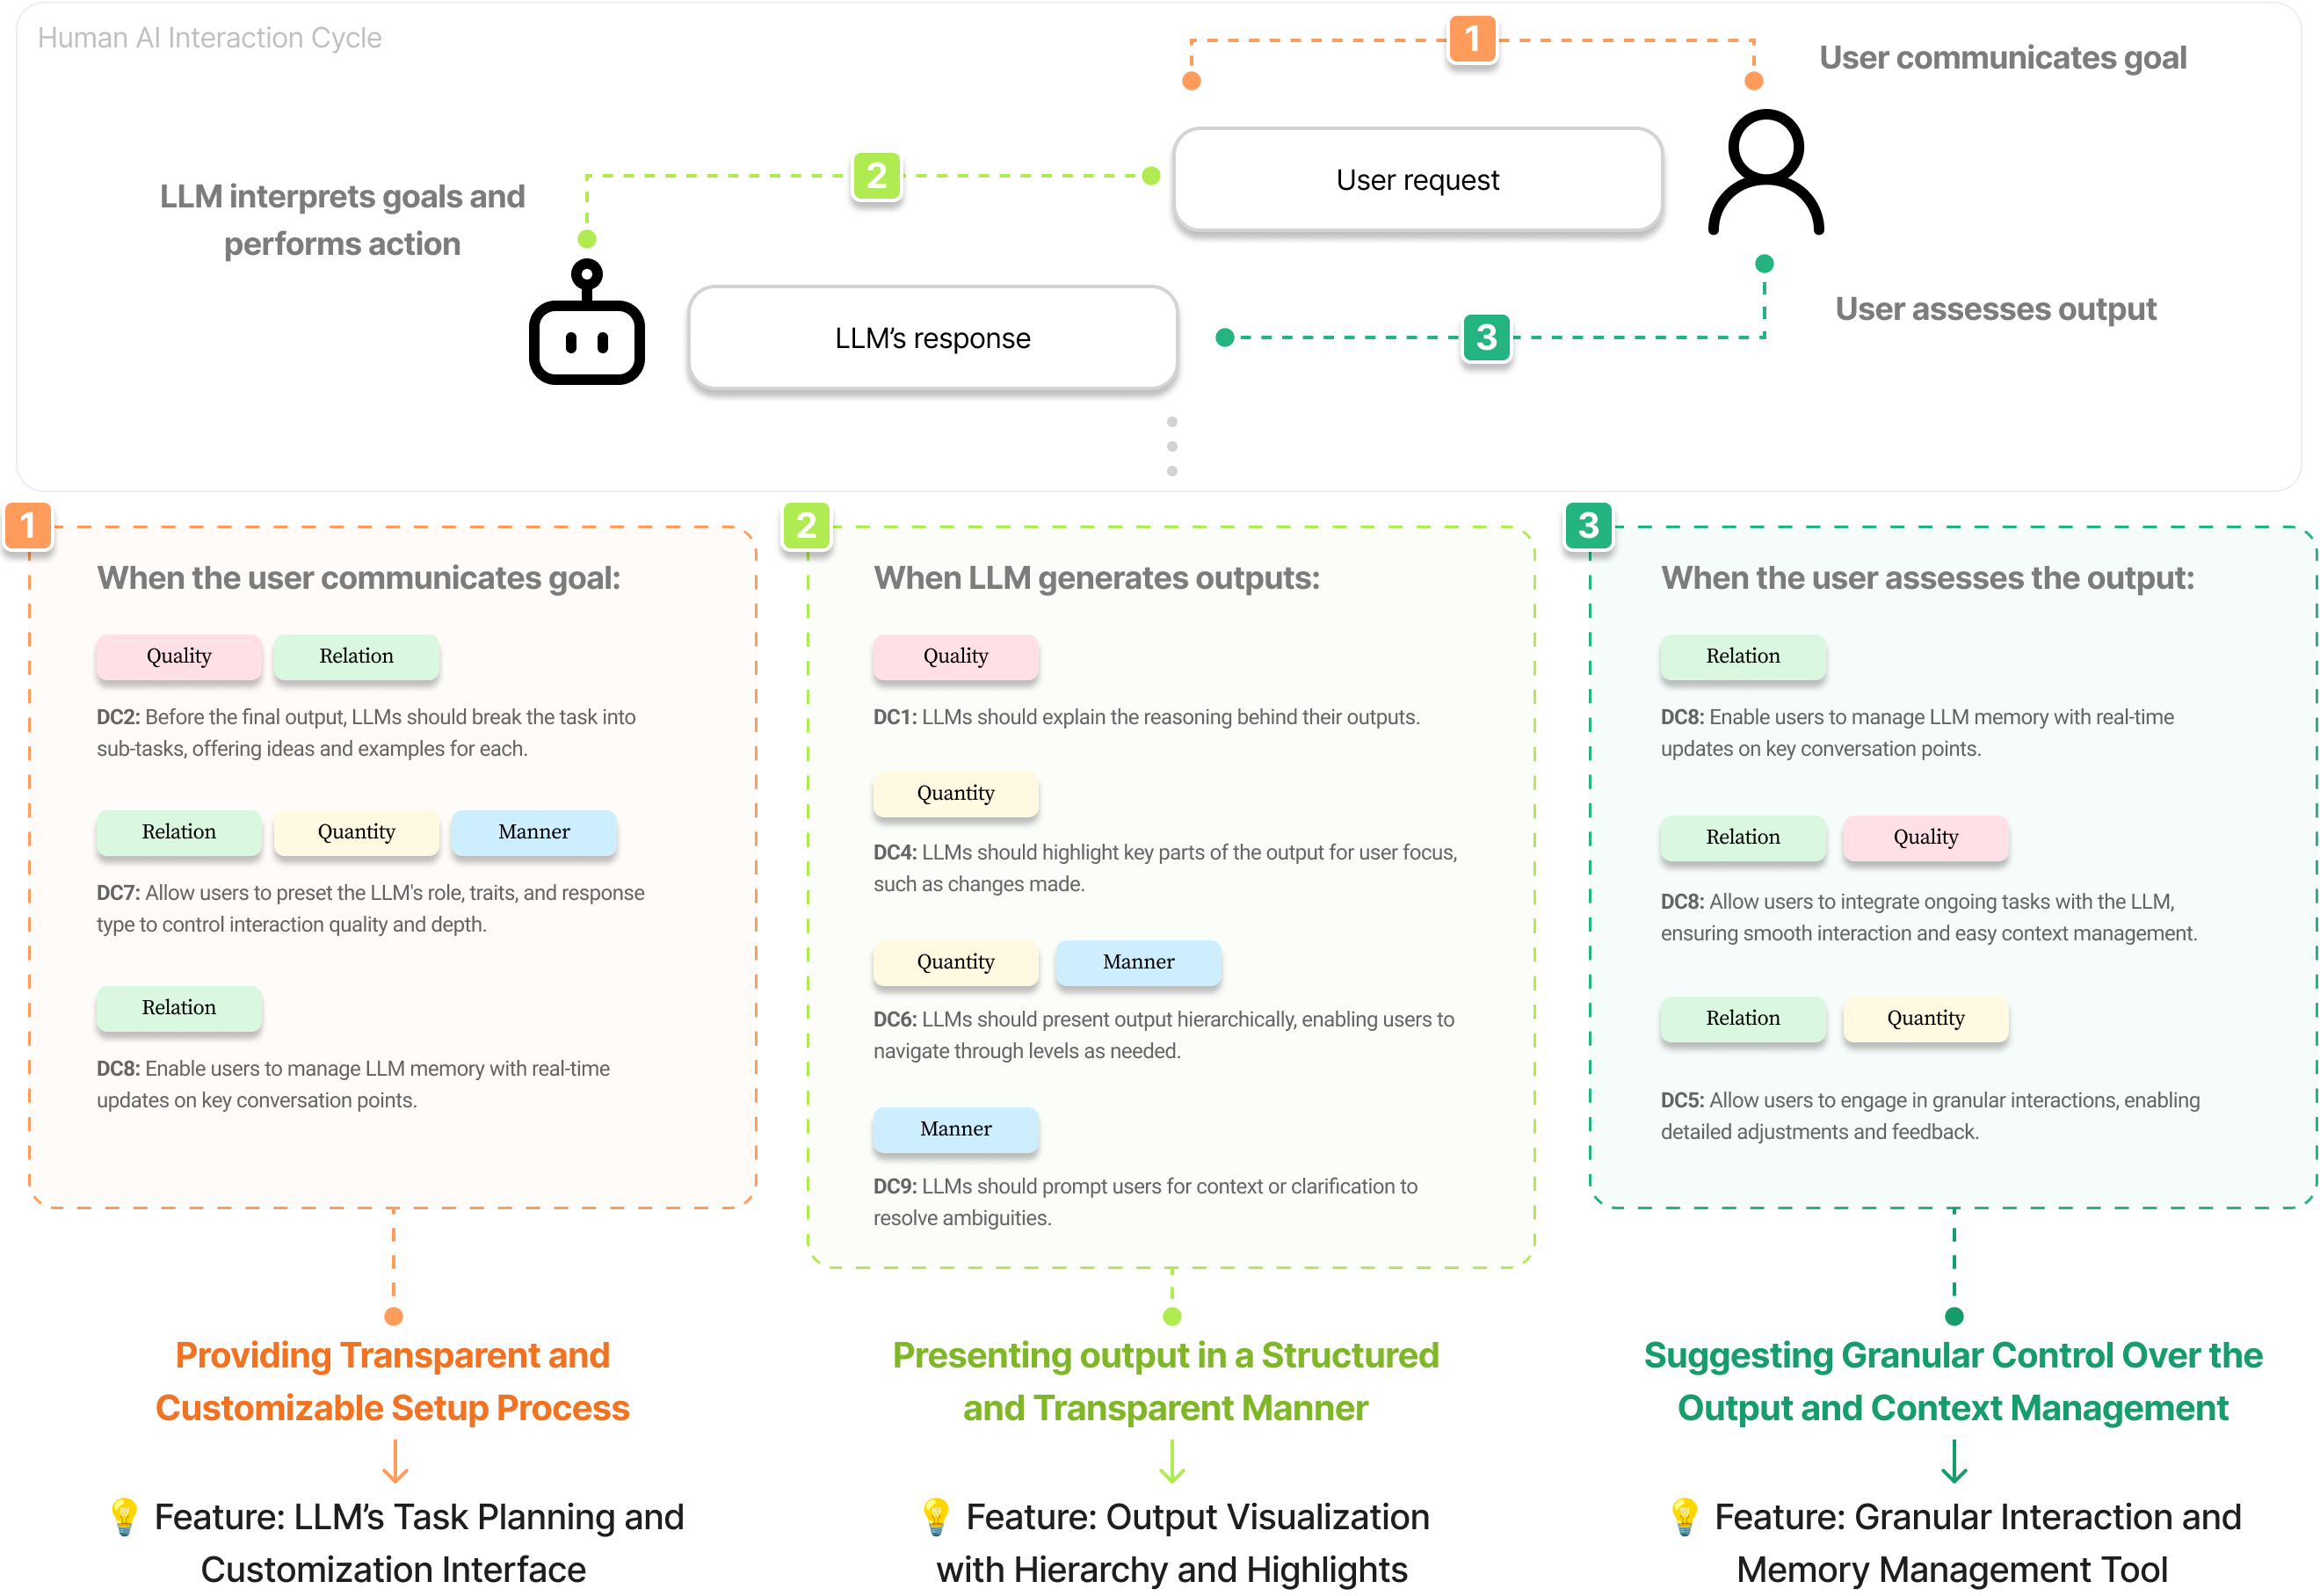 Human AI Interaction Cycle
1
User communicates goal
User request
2
LLM interprets goals and
performs action
LLM’s response
3
User assesses output
1
When the user communicates goal:
Quality Relation
DC2: Before the final output, LLMs should break the task into
sub-tasks, offering ideas and examples for each.
Relation Quantity Manner
DC7: Allow users to preset the LLM's role, traits, and response
type to control interaction quality and depth.
Relation
DC8: Enable users to manage LLM memory with real-time
updates on key conversation points.
Providing Transparent and
Customizable Setup Process
Feature: LLM’s Task Planning and
Customization Interface
2
When LLM generates outputs:
Quality
DC1: LLMs should explain the reasoning behind their outputs.
Quantity
DC4: LLMs should highlight key parts of the output for user focus,
such as changes made.
Quantity Manner
DC6: LLMs should present output hierarchically, enabling users to
navigate through levels as needed.
Manner
DC9: LLMs should prompt users for context or clarification to
resolve ambiguities.
Presenting output in a Structured
and Transparent Manner
Feature: Output Visualization
with Hierarchy and Highlights
3
When the user assesses the output:
Relation
DC8: Enable users to manage LLM memory with real-time
updates on key conversation points.
Relation Quality
DC8: Allow users to integrate ongoing tasks with the LLM,
ensuring smooth interaction and easy context management.
Relation Quantity
DC5: Allow users to engage in granular interactions, enabling
detailed adjustments and feedback.
Suggesting Granular Control Over the
Output and Context Management
Feature: Granular Interaction and
Memory Management Tool